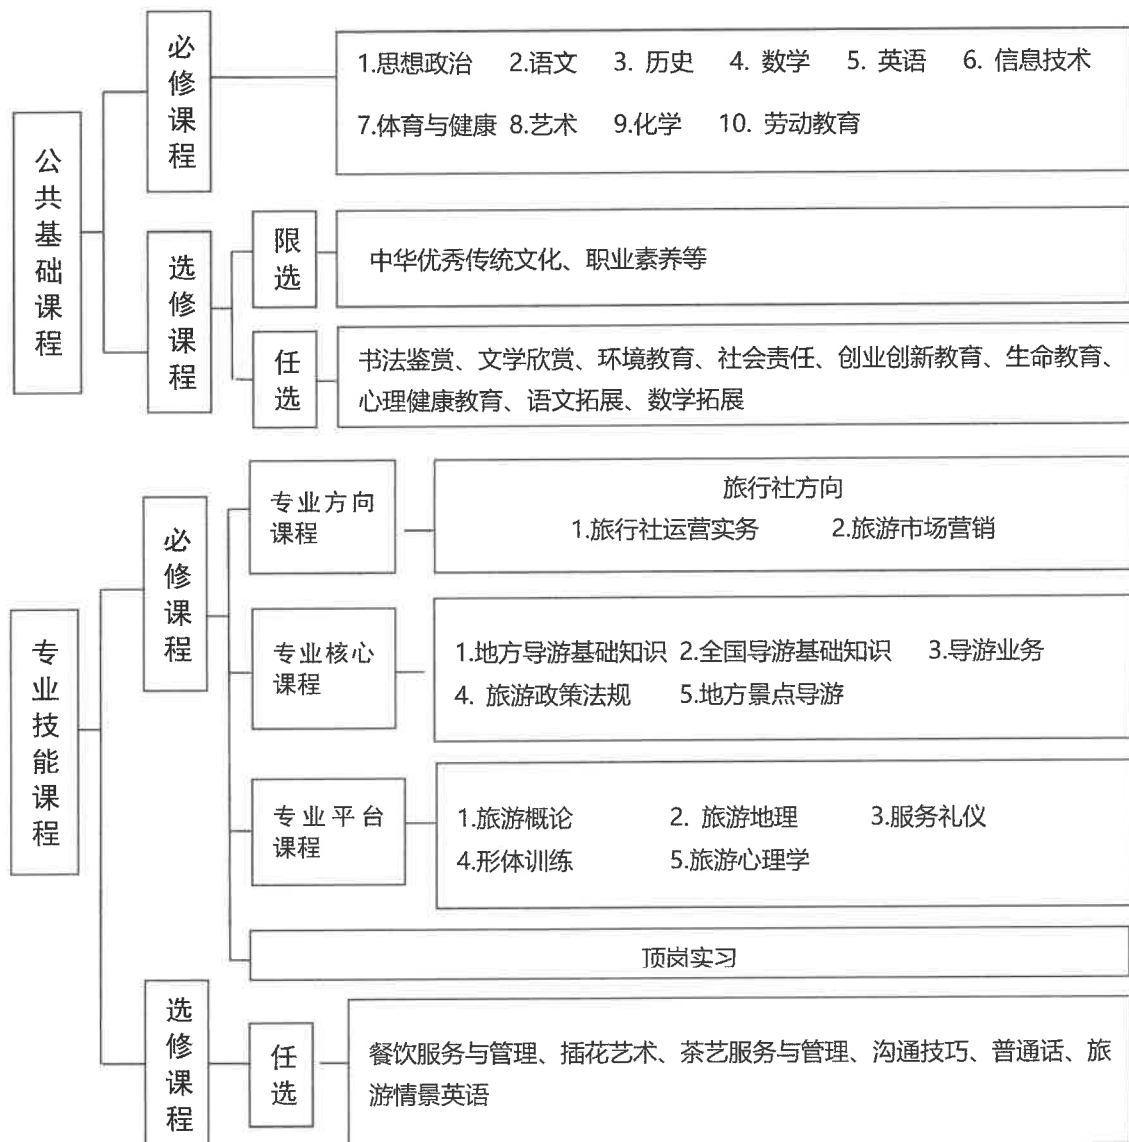 公共基础课程
必修课程
1.思想政治 2.语文 3. 历史 4. 数学 5. 英语 6. 信息技术
7.体育与健康 8.艺术 9.化学 10. 劳动教育
选修课程
限选
中华优秀传统文化、职业素养等
任选
书法鉴赏、文学欣赏、环境教育、社会责任、创业创新教育、生命教育、
心理健康教育、语文拓展、数学拓展
专业技能课程
必修课程
专业方向
课程
旅行社方向
1.旅行社运营实务 2.旅游市场营销
专业核心
课程
1.地方导游基础知识 2.全国导游基础知识 3.导游业务
4. 旅游政策法规 5.地方景点导游
专业平台
课程
1.旅游概论 2. 旅游地理 3.服务礼仪
4.形体训练 5.旅游心理学
顶岗实习
选修课程
任选
餐饮服务与管理、插花艺术、茶艺服务与管理、沟通技巧、普通话、旅
游情景英语